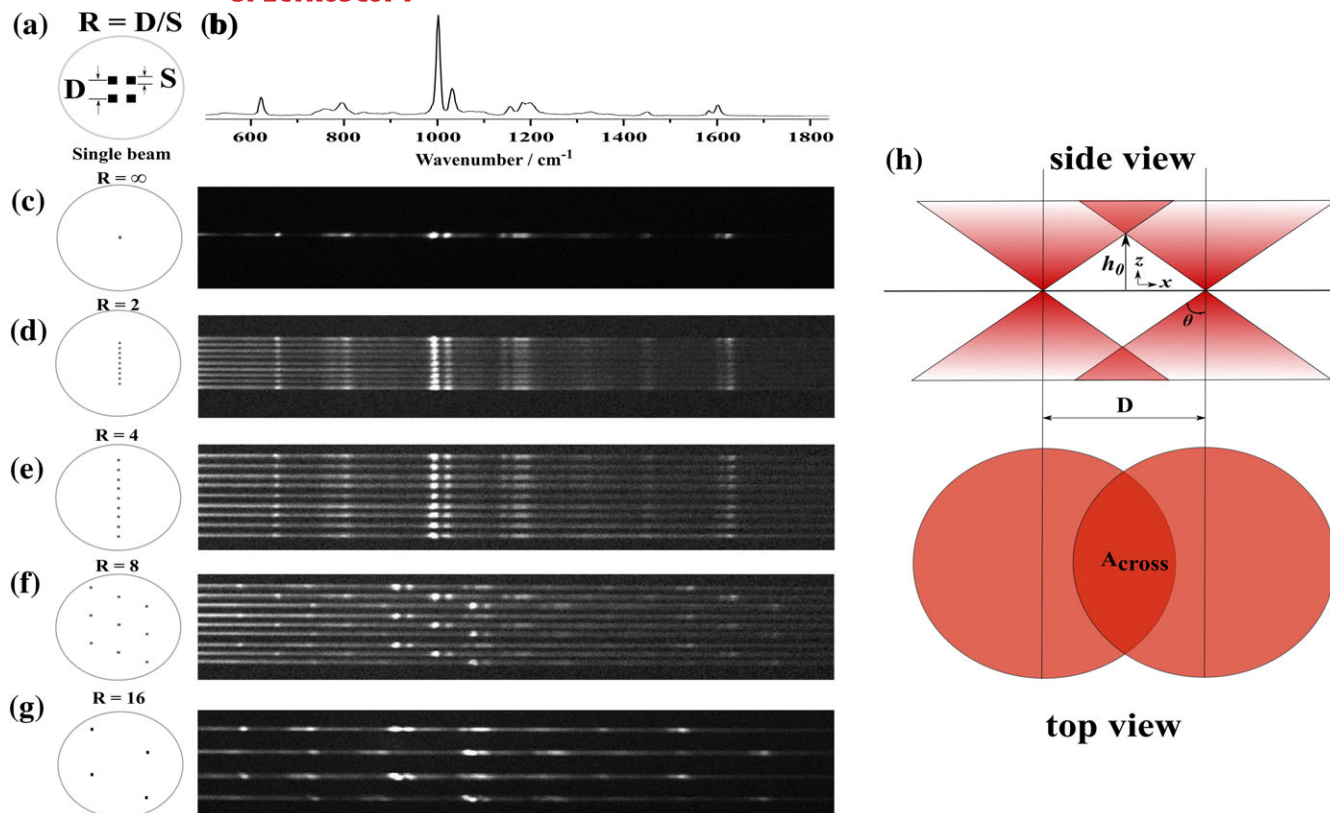 (a)
R = D/S
D
S
Single beam
(b)
600 800 1000 1200 1400 1600 1800
Wavenumber / cm⁻¹
(c)
R = ∞
(d)
R = 2
(e)
R = 4
(f)
R = 8
(g)
R = 16
(h)
side view
h₀
z
x
θ
D
A_cross
top view